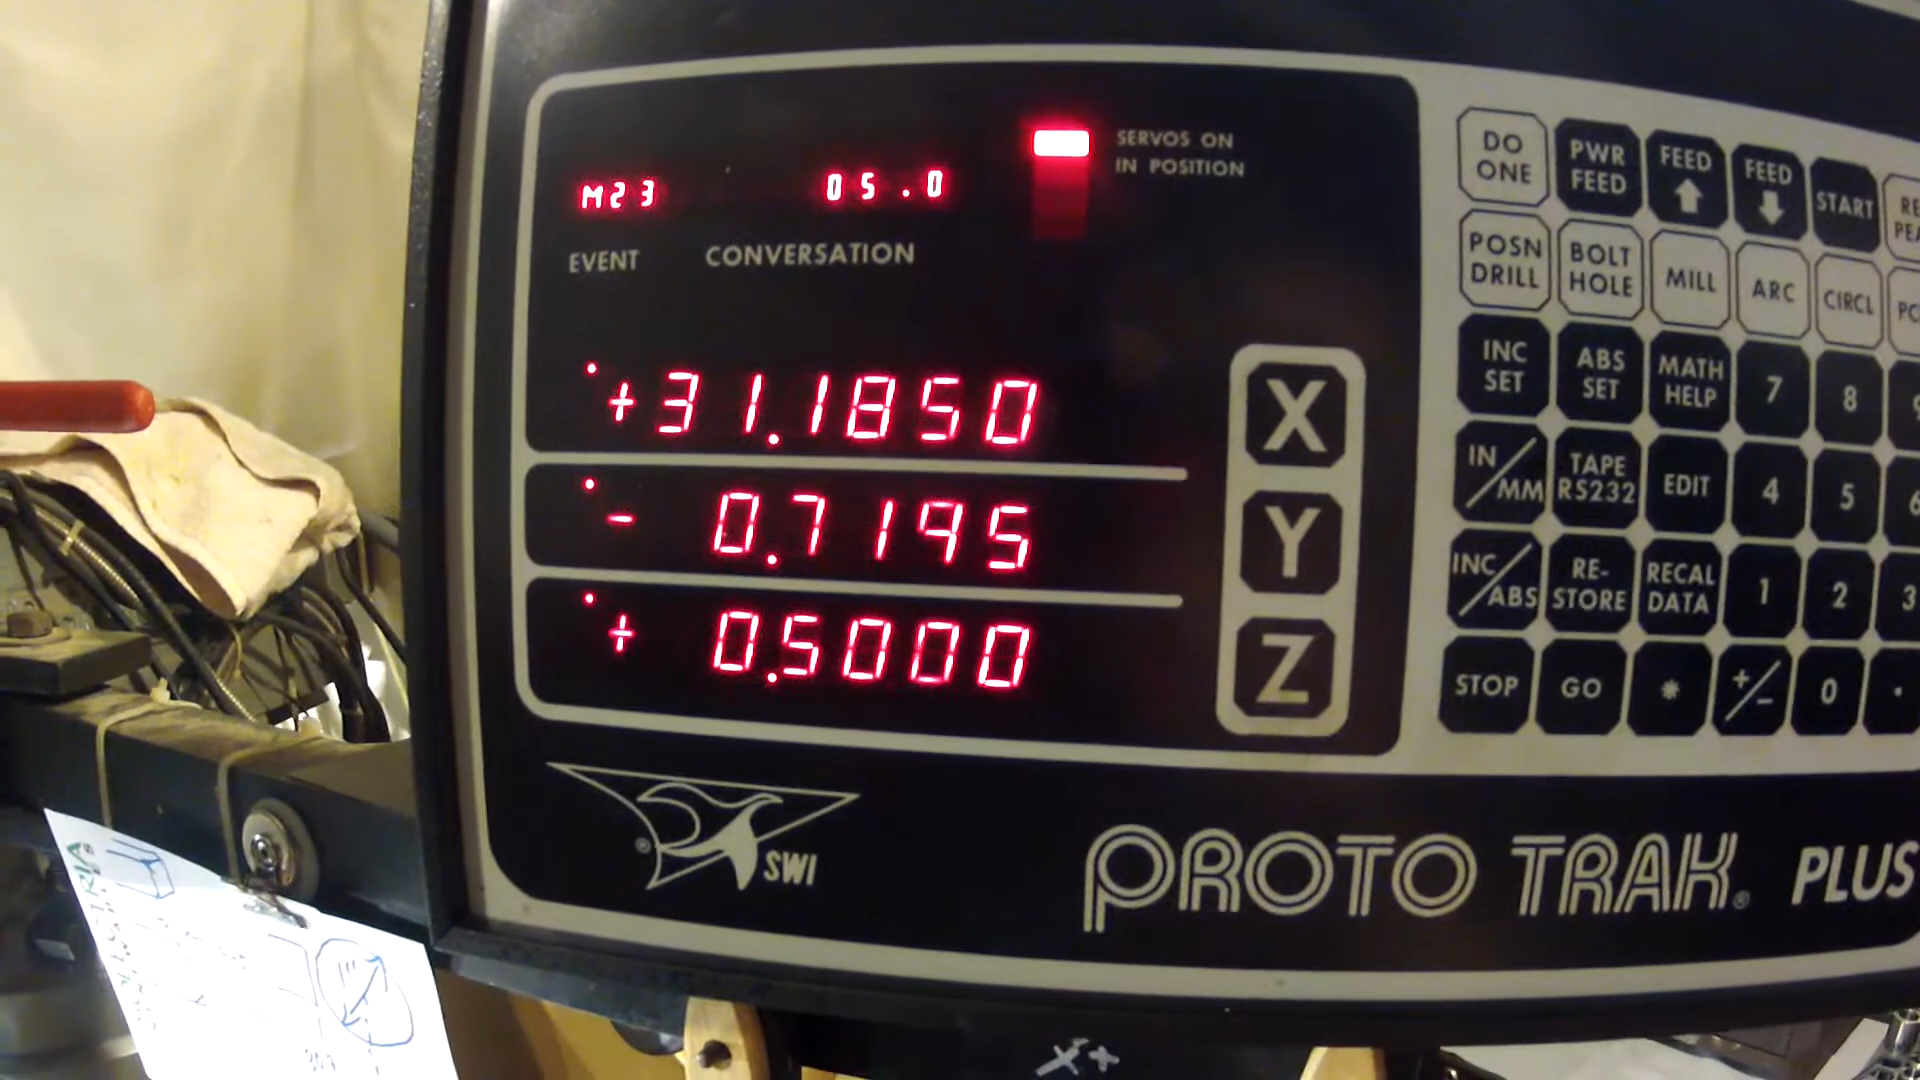 SERVOS ON
IN POSITION
M23 05.0
EVENT CONVERSATION
+31.1850
- 0.7195
+ 0.5000
X
Y
Z
DO ONE
PWR FEED
FEED
FEED
START
POSN DRILL
BOLT HOLE
MILL
ARC
CIRCL
INC SET
ABS SET
MATH HELP
7
8
IN/MM
TAPE RS232
EDIT
4
5
6
INC/ABS
RE-STORE
RECAL DATA
1
2
3
STOP
GO
*
+/-
0
.
® SWI
PROTO TRAK® PLUS
1"